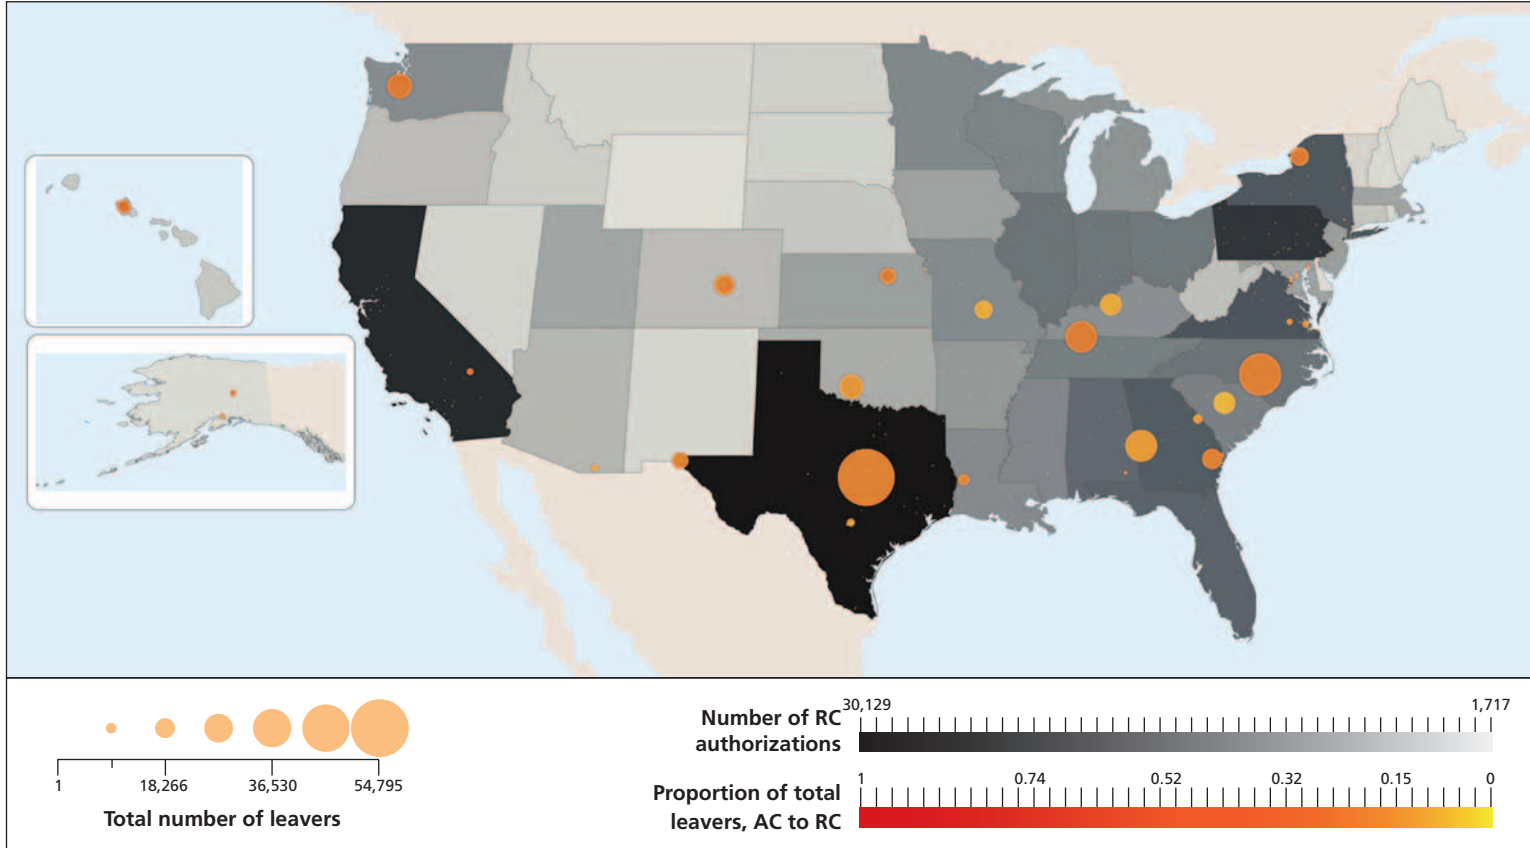 1
18,266
36,530
54,795
Total number of leavers
Number of RC
authorizations
30,129
1,717
Proportion of total
leavers, AC to RC
1
0.74
0.52
0.32
0.15
0